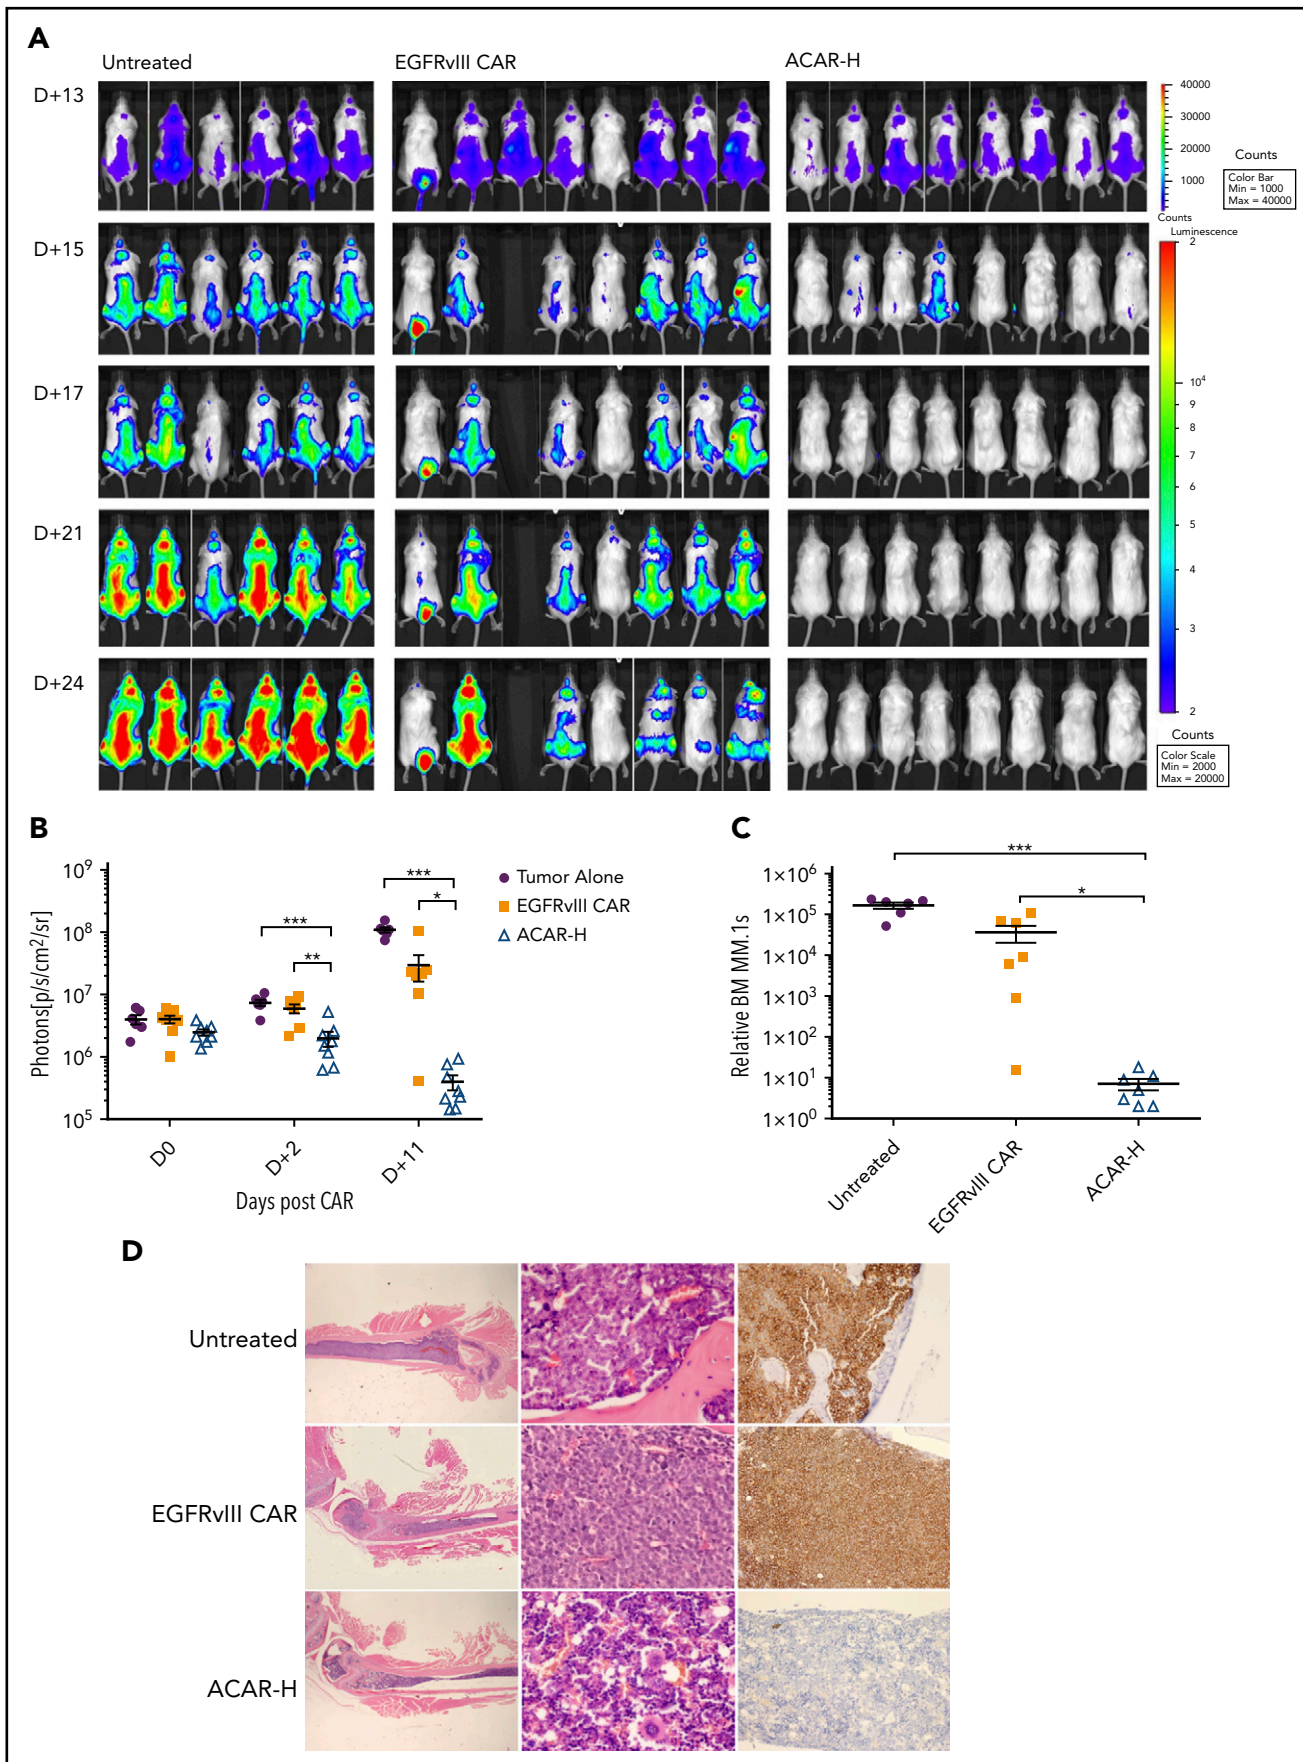 A
Untreated
EGFRvIII CAR
ACAR-H
D+13
D+15
D+17
D+21
D+24
40000
30000
20000
1000
Counts
Color Bar
Min = 1000
Max = 40000
Counts
Luminescence
2
10⁴
9
8
7
6
5
4
3
2
Counts
Color Scale
Min = 2000
Max = 20000
B
Photons[p/s/cm2/sr]
10⁹
10⁸
10⁷
10⁶
10⁵
***
**
***
*
D0
D+2
D+11
Days post CAR
Tumor Alone
EGFRvIII CAR
ACAR-H
C
Relative BM MM.1s
1×10⁶
1×10⁵
1×10⁴
1×10³
1×10²
1×10¹
1×10⁰
***
*
Untreated
EGFRvIII CAR
ACAR-H
D
Untreated
EGFRvIII CAR
ACAR-H